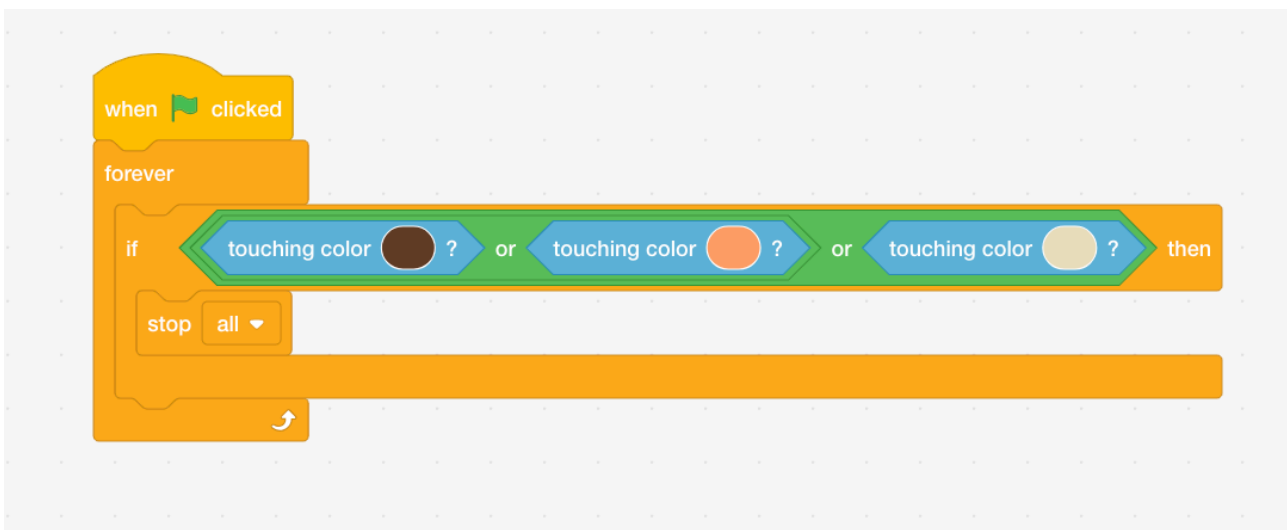 when clicked
forever
if touching color ? or touching color ? or touching color ? then
stop all